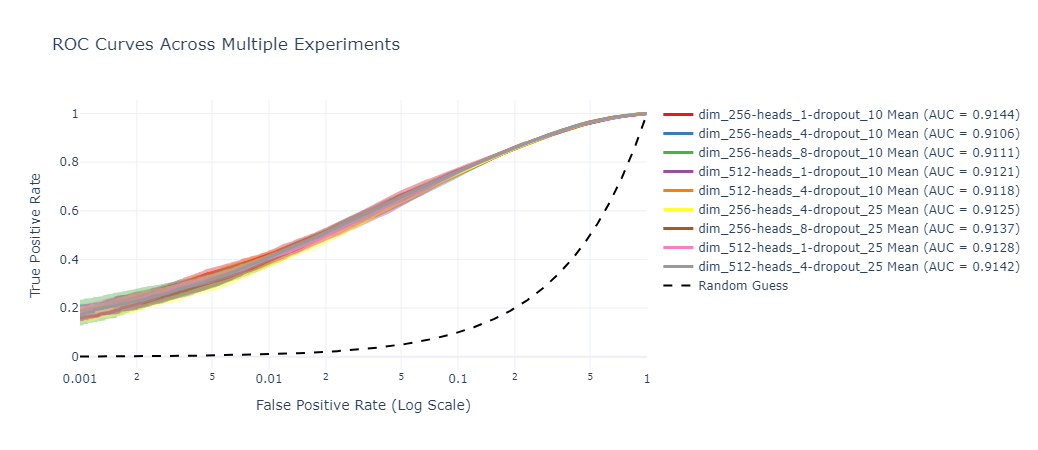 ROC Curves Across Multiple Experiments
True Positive Rate
1
0.8
0.6
0.4
0.2
0
0.001
2
5
0.01
2
5
0.1
2
5
1
False Positive Rate (Log Scale)
dim_256-heads_1-dropout_10 Mean (AUC = 0.9144)
dim_256-heads_4-dropout_10 Mean (AUC = 0.9106)
dim_256-heads_8-dropout_10 Mean (AUC = 0.9111)
dim_512-heads_1-dropout_10 Mean (AUC = 0.9121)
dim_512-heads_4-dropout_10 Mean (AUC = 0.9118)
dim_256-heads_4-dropout_25 Mean (AUC = 0.9125)
dim_256-heads_8-dropout_25 Mean (AUC = 0.9137)
dim_512-heads_1-dropout_25 Mean (AUC = 0.9128)
dim_512-heads_4-dropout_25 Mean (AUC = 0.9142)
Random Guess